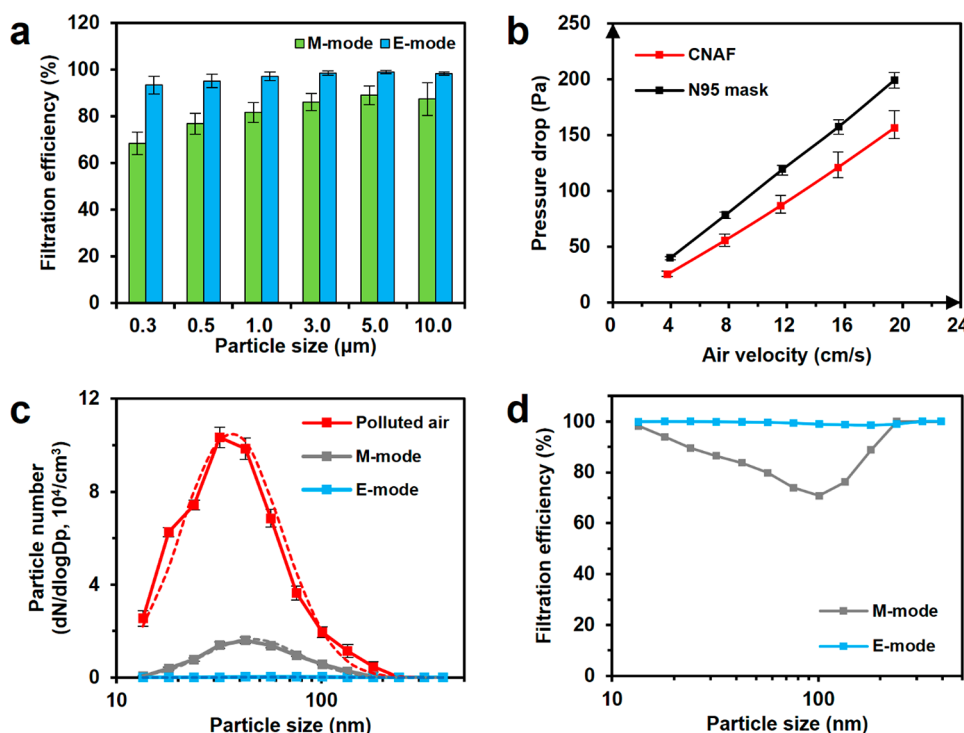 a
M-mode E-mode
Filtration efficiency (%)
120
100
80
60
40
20
0
0.3 0.5 1.0 3.0 5.0 10.0
Particle size (µm)
b
CNAF
N95 mask
Pressure drop (Pa)
250
200
150
100
50
0
0 4 8 12 16 20 24
Air velocity (cm/s)
c
Polluted air
M-mode
E-mode
Particle number
(dN/dlogDp, 10⁴/cm³)
12
8
4
0
10 100
Particle size (nm)
d
M-mode
E-mode
Filtration efficiency (%)
100
80
60
40
20
0
10 100
Particle size (nm)